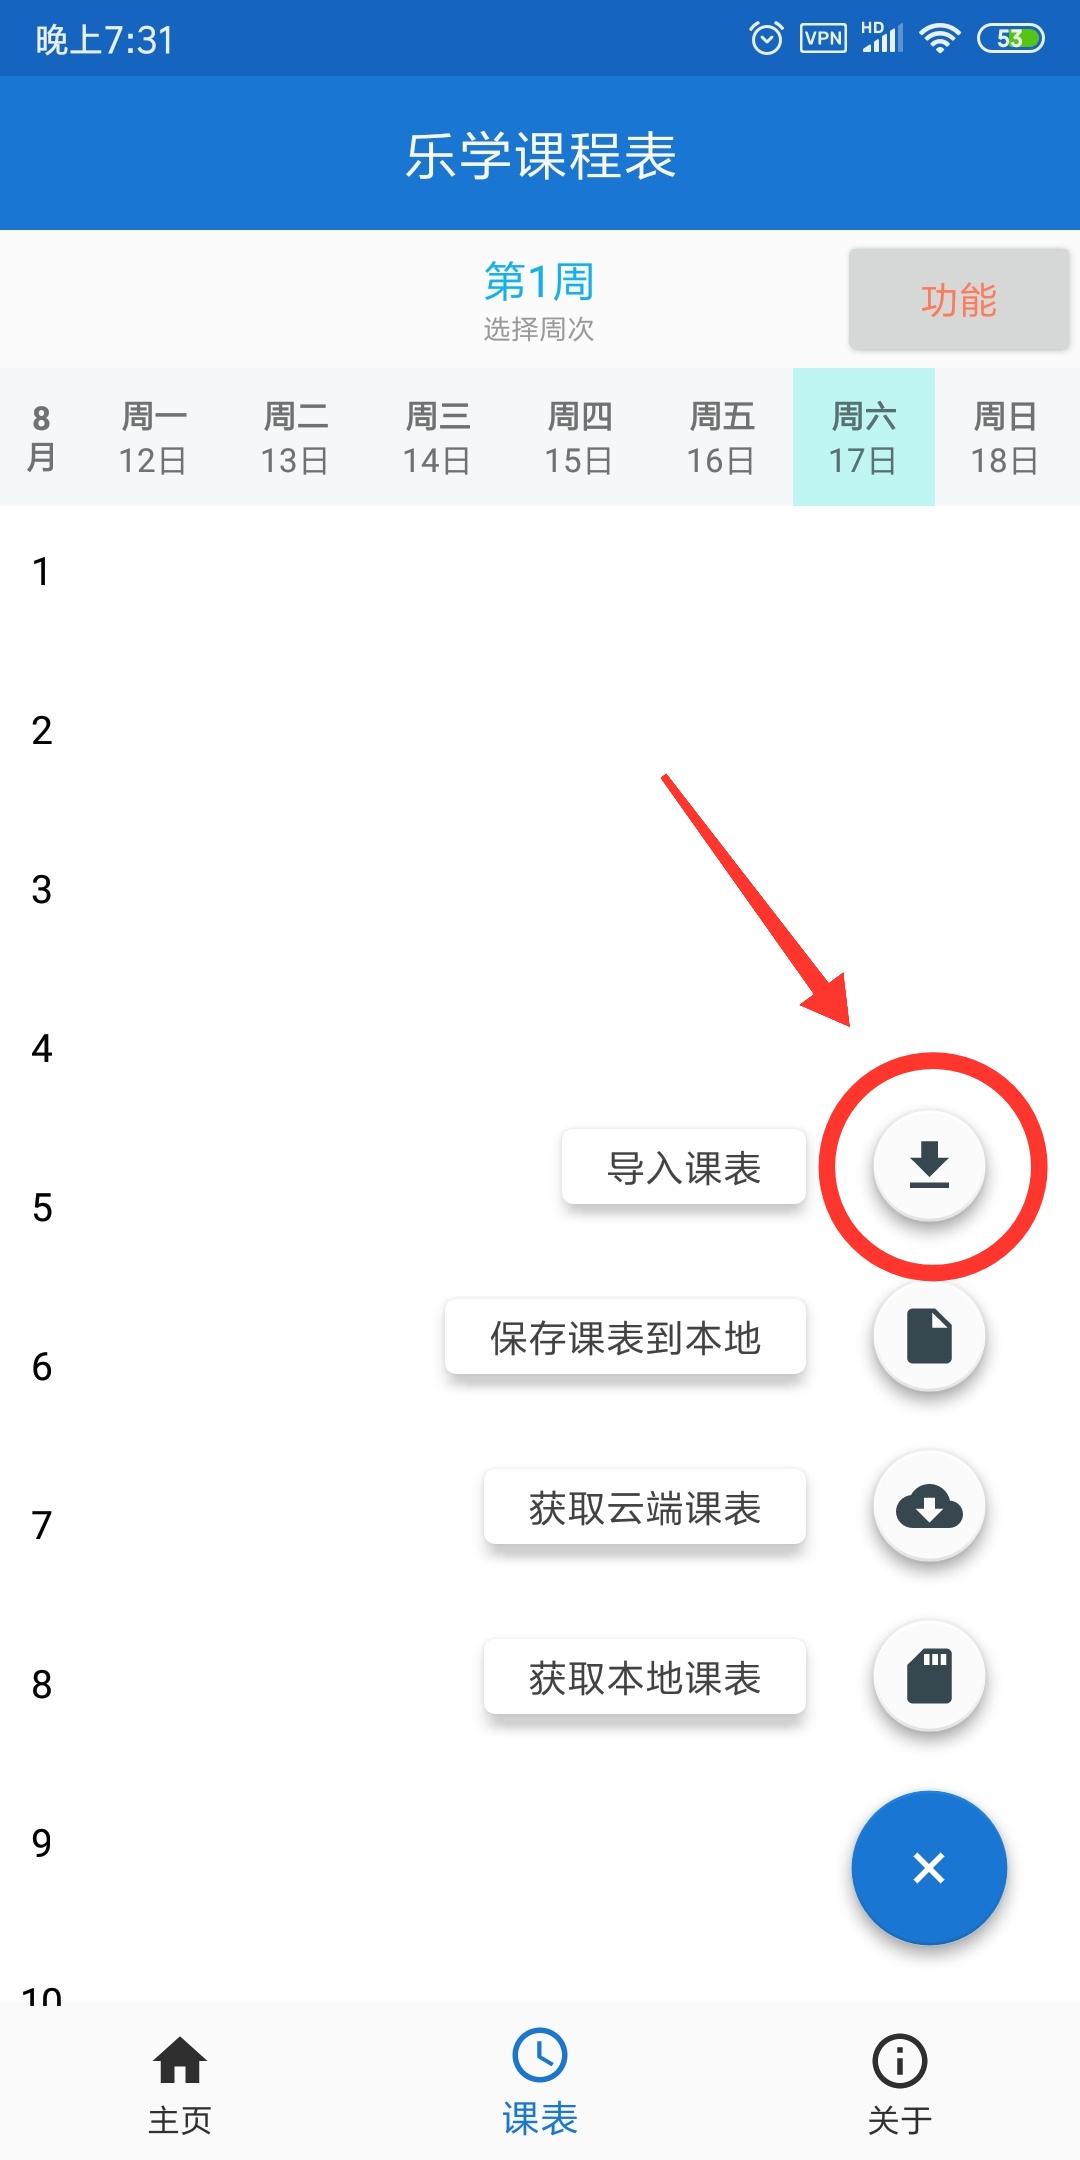 晚上7:31
VPN
HD
53
乐学课程表
第1周
选择周次
功能
8月
周一 周二 周三 周四 周五 周六 周日
12日 13日 14日 15日 16日 17日 18日
1
2
3
4
导入课表
5
保存课表到本地
6
获取云端课表
7
获取本地课表
8
9
10
主页 课表 关于